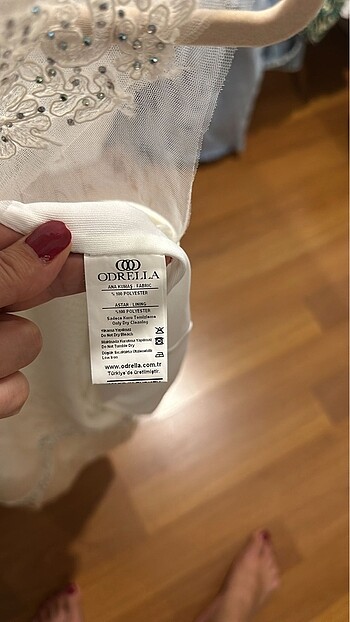 ODRELLA
ANA KUMAŞ - FABRIC
%100 POLYESTER
ASTAR - LINING
%100 POLYESTER
Sadece Kuru Temizleme
Only Dry Cleaning
Do Not Bleach
Do Not Tumble Dry
Low Iron
www.odrella.com.tr
Türkiye'de üretilmiştir.